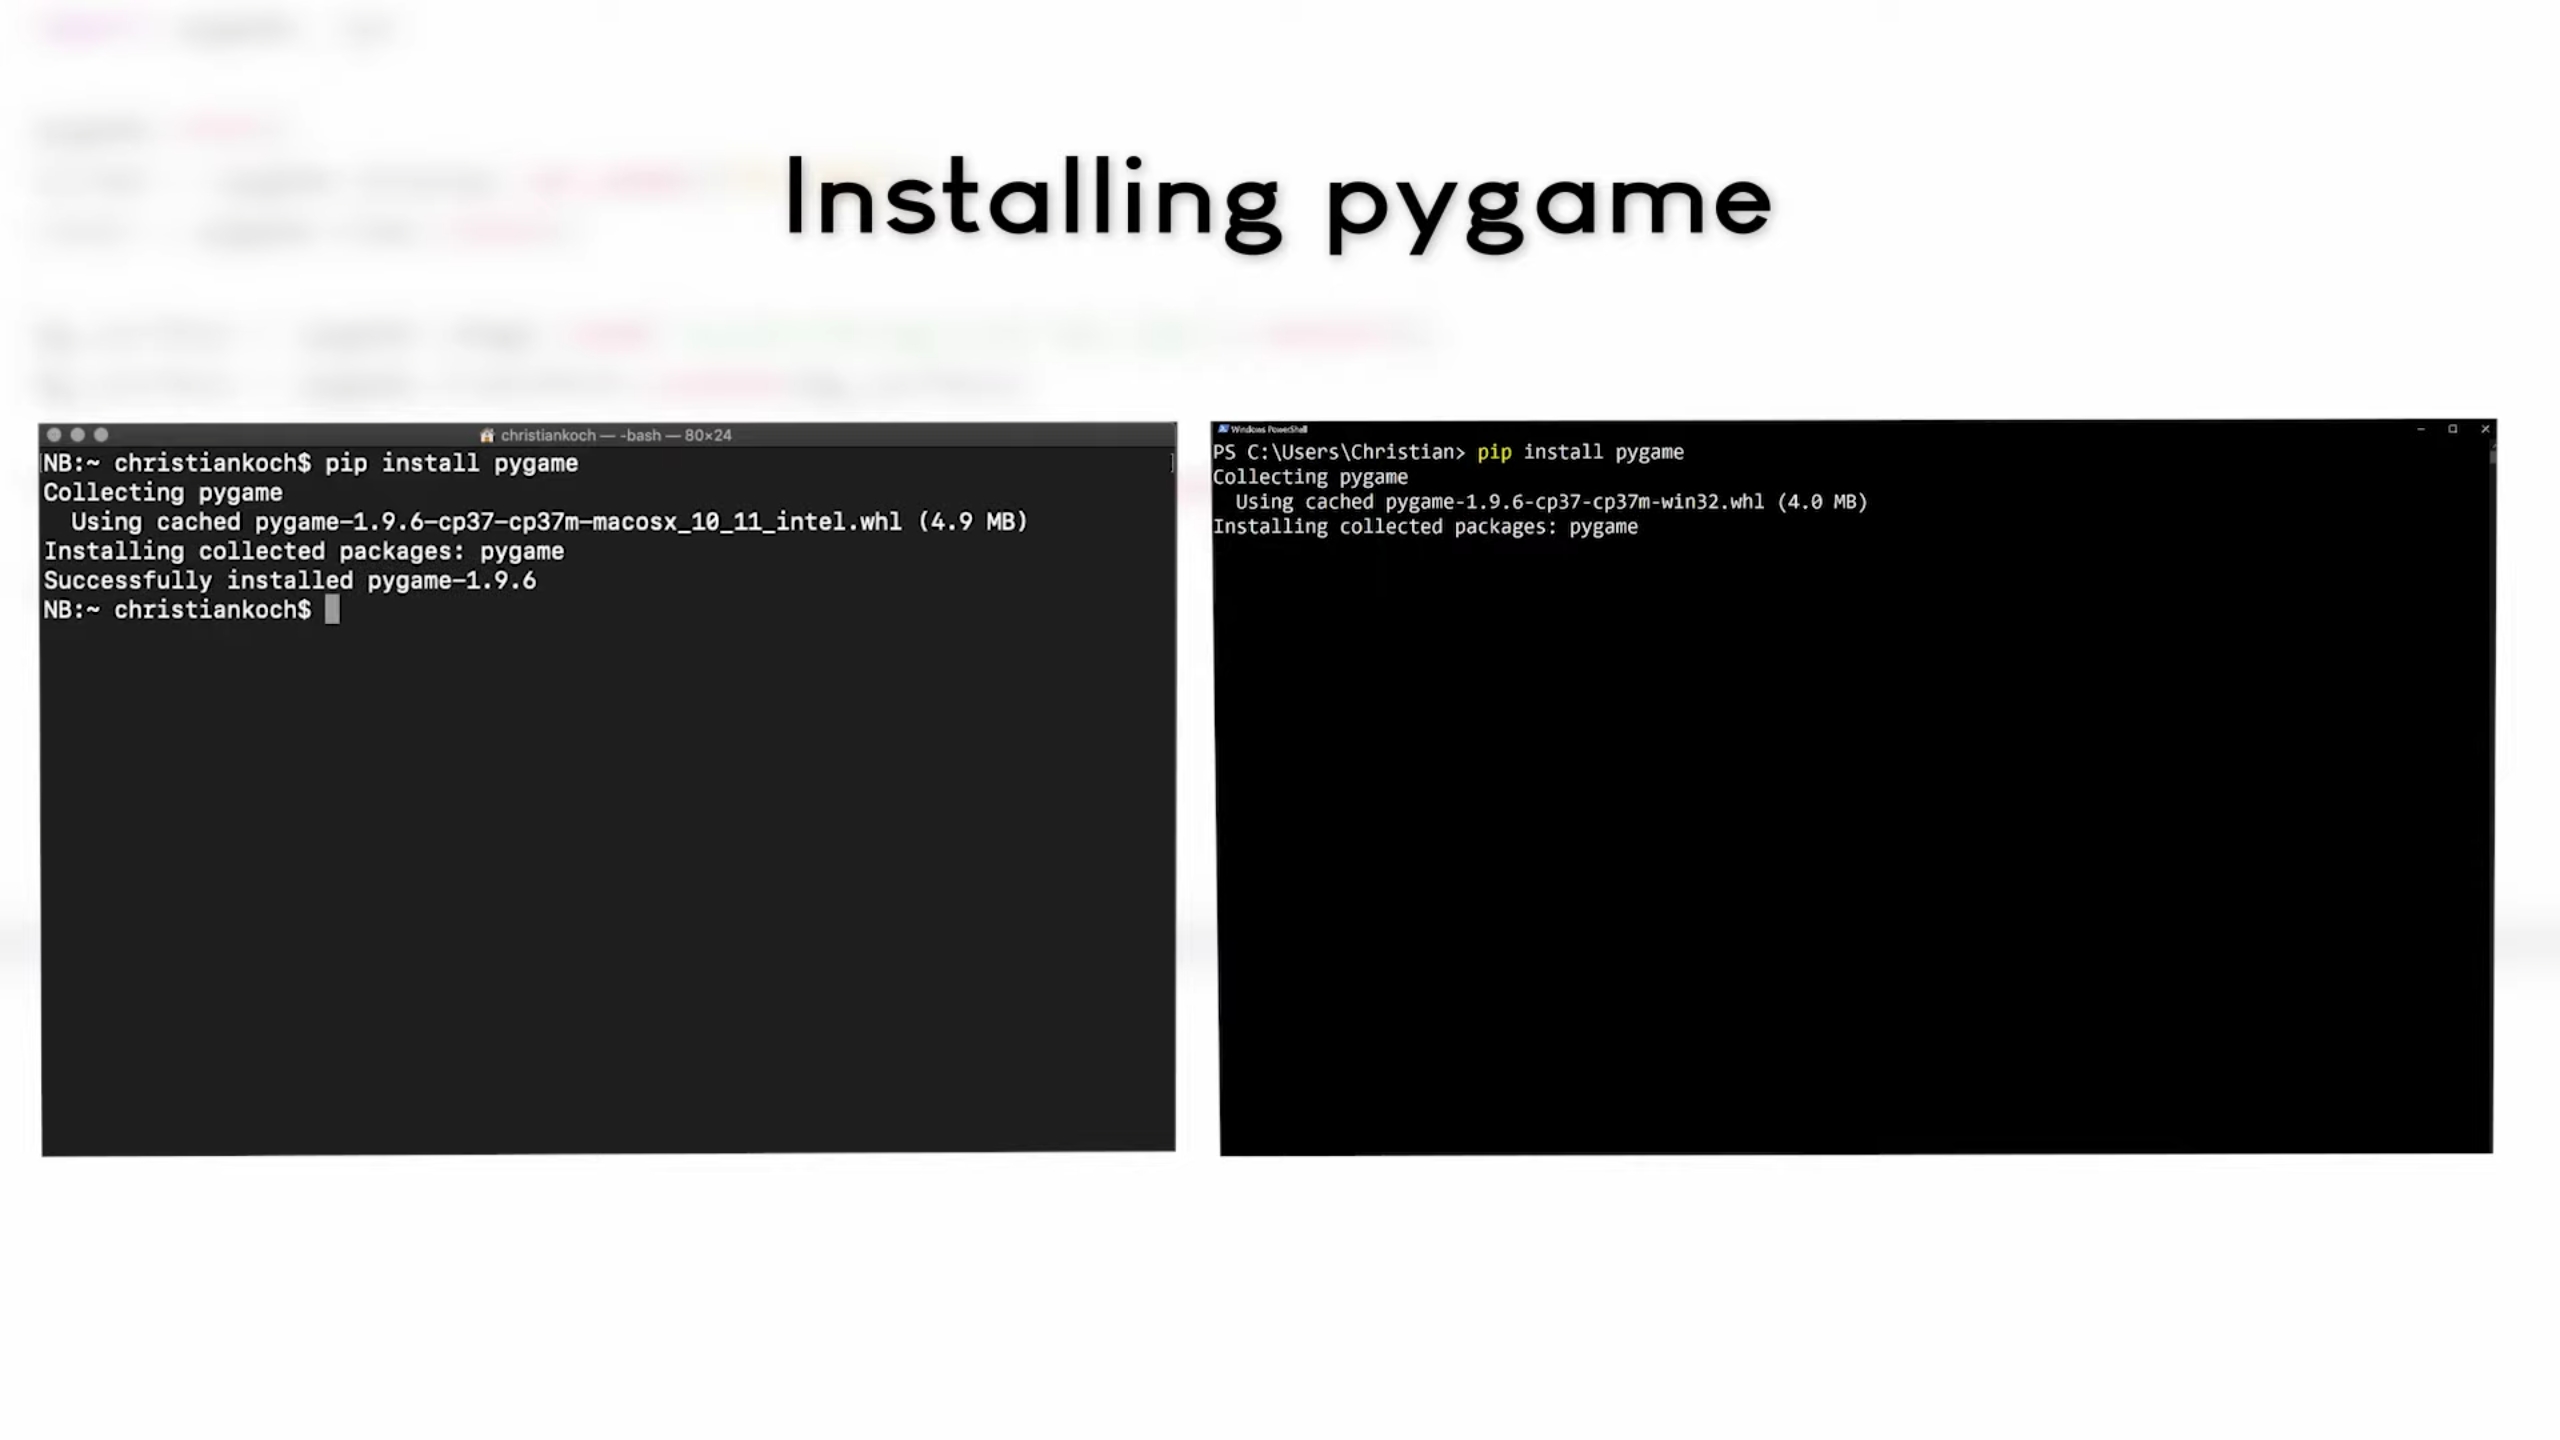 Installing pygame
christiankoch — -bash — 80×24
NB:~ christiankoch$ pip install pygame
Collecting pygame
  Using cached pygame-1.9.6-cp37-cp37m-macosx_10_11_intel.whl (4.9 MB)
Installing collected packages: pygame
Successfully installed pygame-1.9.6
NB:~ christiankoch$
Windows PowerShell
PS C:\Users\Christian> pip install pygame
Collecting pygame
  Using cached pygame-1.9.6-cp37-cp37m-win32.whl (4.0 MB)
Installing collected packages: pygame